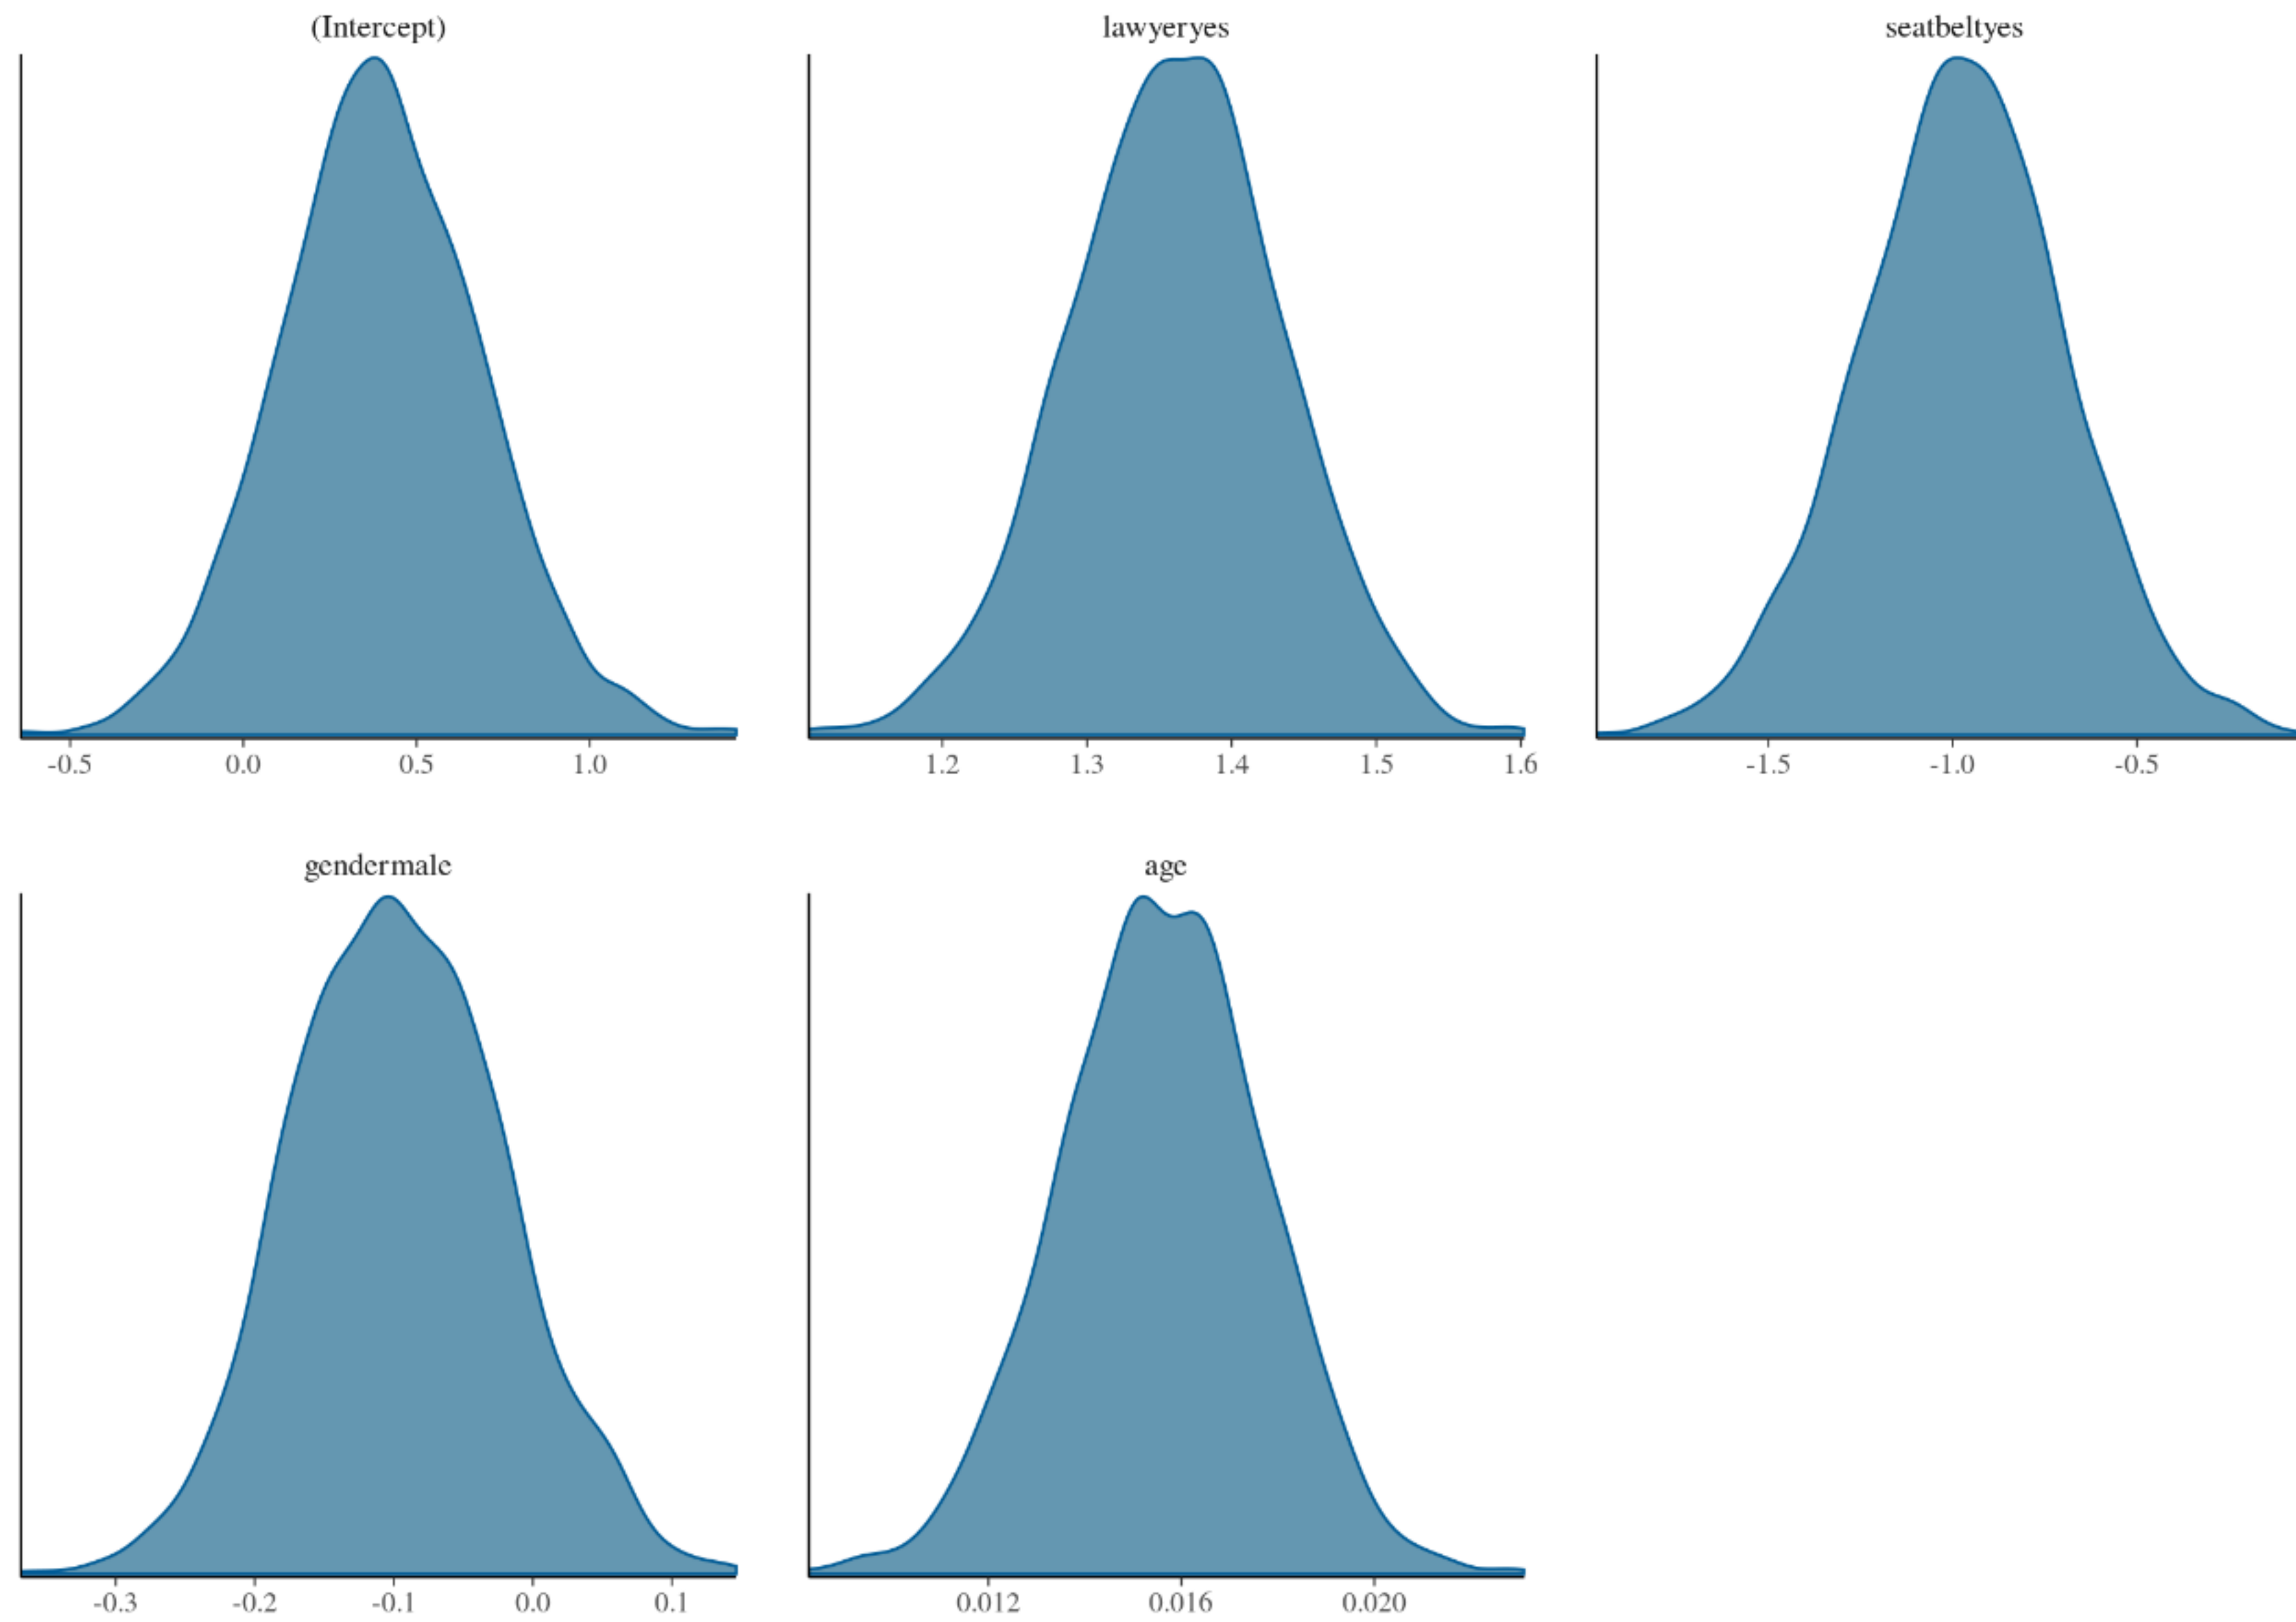 (Intercept) lawyeryes seatbeltyes
-0.5 0.0 0.5 1.0 1.2 1.3 1.4 1.5 1.6 -1.5 -1.0 -0.5
gendermale age
-0.3 -0.2 -0.1 0.0 0.1 0.012 0.016 0.020